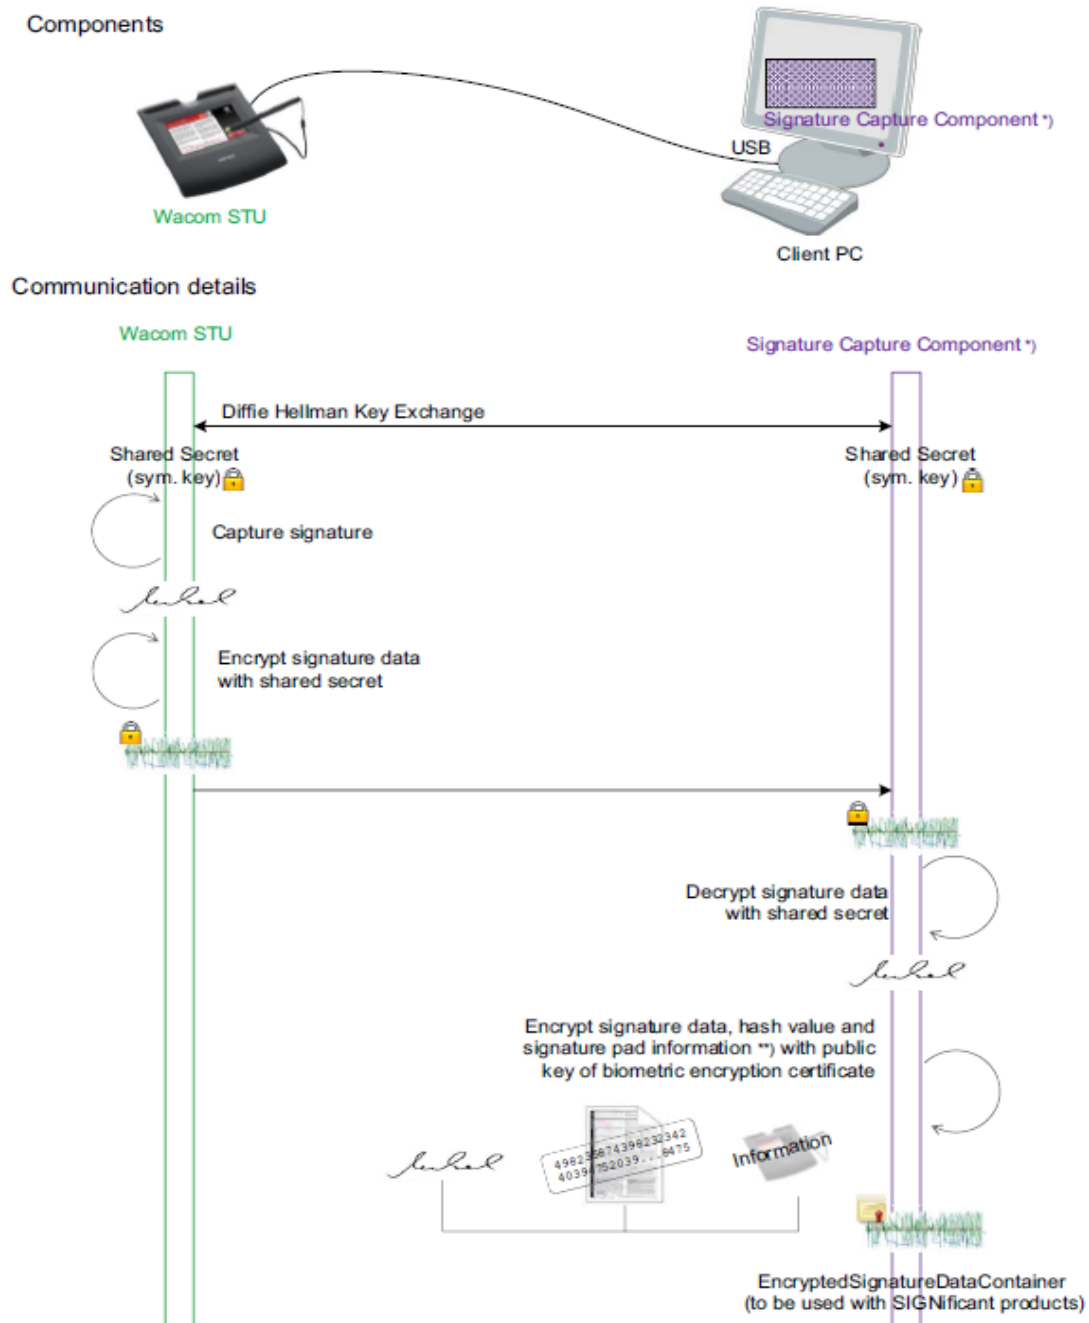 Components
Signature Capture Component *)
USB
Wacom STU
Client PC
Communication details
Wacom STU
Signature Capture Component *)
Diffie Hellman Key Exchange
Shared Secret
(sym. key)
Shared Secret
(sym. key)
Capture signature
Encrypt signature data
with shared secret
Decrypt signature data
with shared secret
Encrypt signature data, hash value and
signature pad information **) with public
key of biometric encryption certificate
Information
EncryptedSignatureDataContainer
(to be used with SIGNificant products)